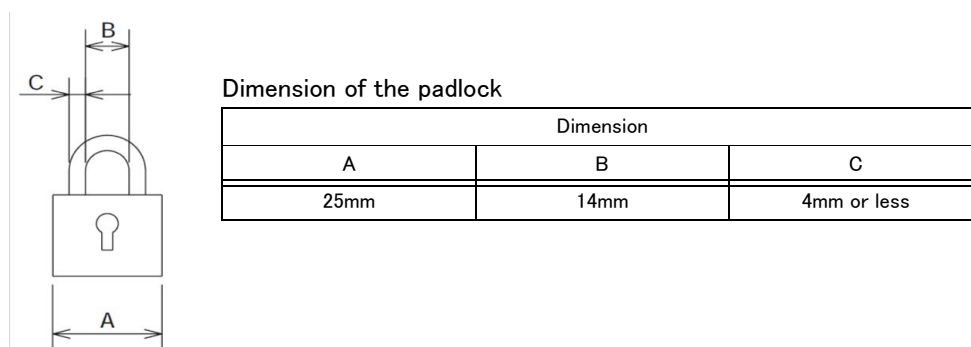 B
C
Dimension of the padlock
Dimension
A B C
25mm 14mm 4mm or less
A